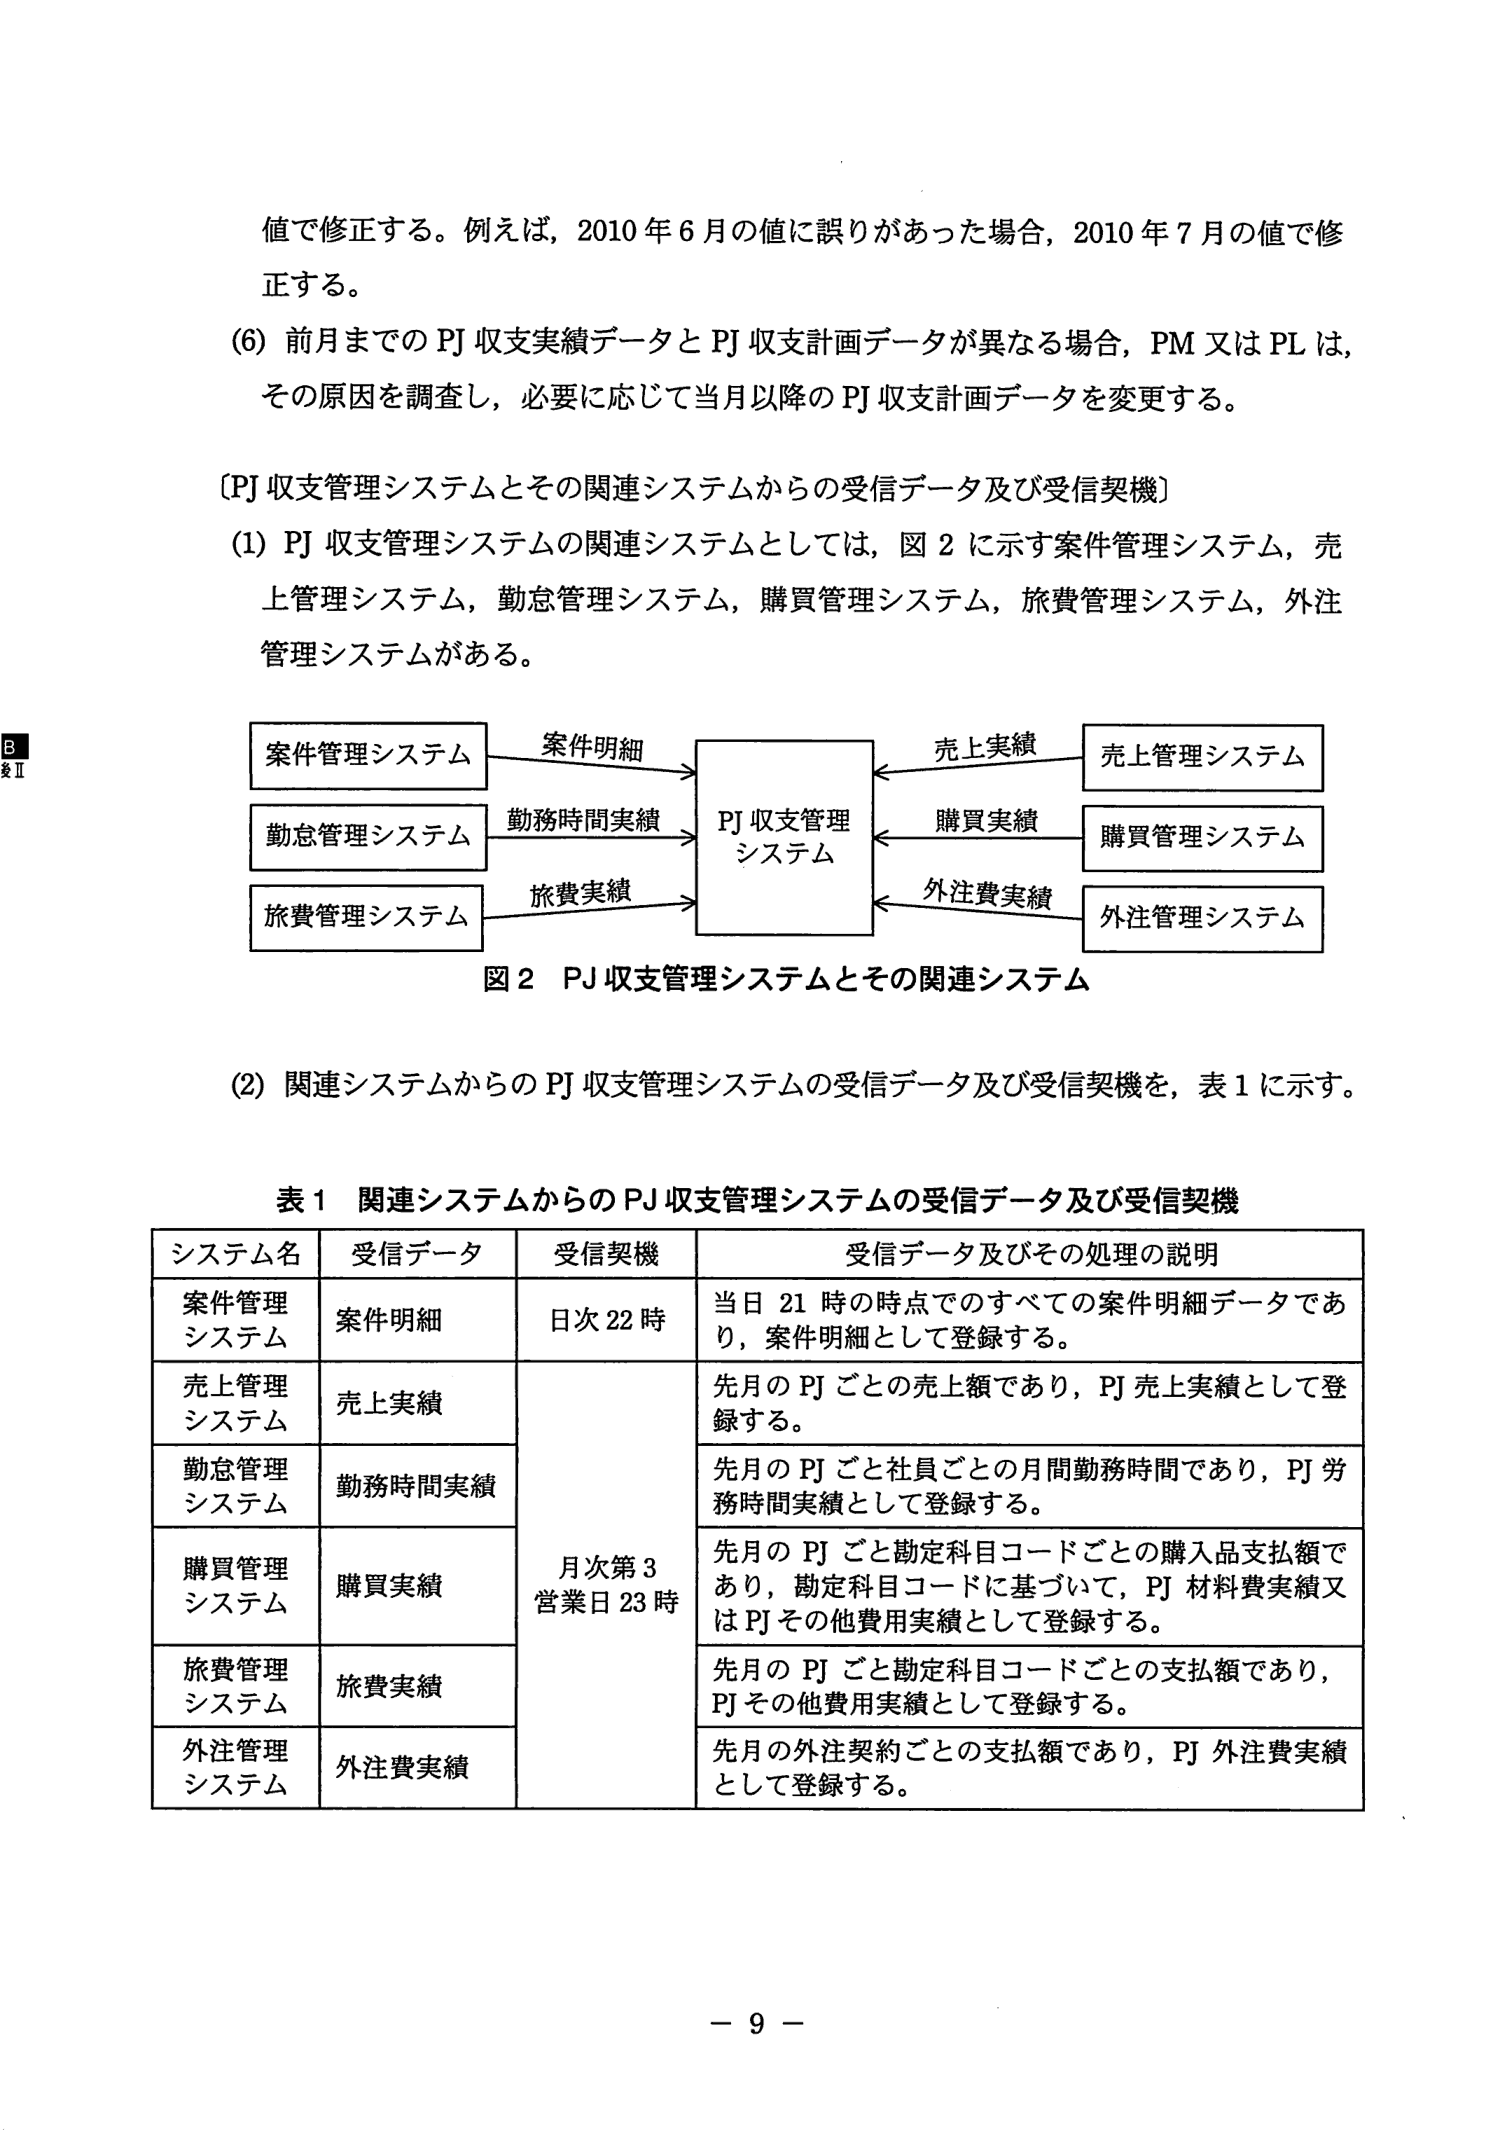 値で修正する。例えば，2010年6月の値に誤りがあった場合，2010年7月の値で修
正する。
(6) 前月までのPJ収支実績データとPJ収支計画データが異なる場合，PM又はPLは，
その原因を調査し，必要に応じて当月以降のPJ収支計画データを変更する。
〔PJ収支管理システムとその関連システムからの受信データ及び受信契機〕
(1) PJ収支管理システムの関連システムとしては，図2に示す案件管理システム，売
上管理システム，勤怠管理システム，購買管理システム，旅費管理システム，外注
管理システムがある。
B
Ⅱ
案件管理システム
案件明細
売上実績
売上管理システム
勤怠管理システム
勤務時間実績
PJ収支管理
システム
購買実績
購買管理システム
旅費管理システム
旅費実績
外注費実績
外注管理システム
図2　PJ収支管理システムとその関連システム
(2) 関連システムからのPJ収支管理システムの受信データ及び受信契機を，表1に示す。
表1　関連システムからのPJ収支管理システムの受信データ及び受信契機
システム名
受信データ
受信契機
受信データ及びその処理の説明
案件管理
システム
案件明細
日次22時
当日21時の時点でのすべての案件明細データであ
り，案件明細として登録する。
売上管理
システム
売上実績
月次第3
営業日23時
先月のPJごとの売上額であり，PJ売上実績として登
録する。
勤怠管理
システム
勤務時間実績
先月のPJごと社員ごとの月間勤務時間であり，PJ労
務時間実績として登録する。
購買管理
システム
購買実績
先月のPJごと勘定科目コードごとの購入品支払額で
あり，勘定科目コードに基づいて，PJ材料費実績又
はPJその他費用実績として登録する。
旅費管理
システム
旅費実績
先月のPJごと勘定科目コードごとの支払額であり，
PJその他費用実績として登録する。
外注管理
システム
外注費実績
先月の外注契約ごとの支払額であり，PJ外注費実績
として登録する。
－ 9 －